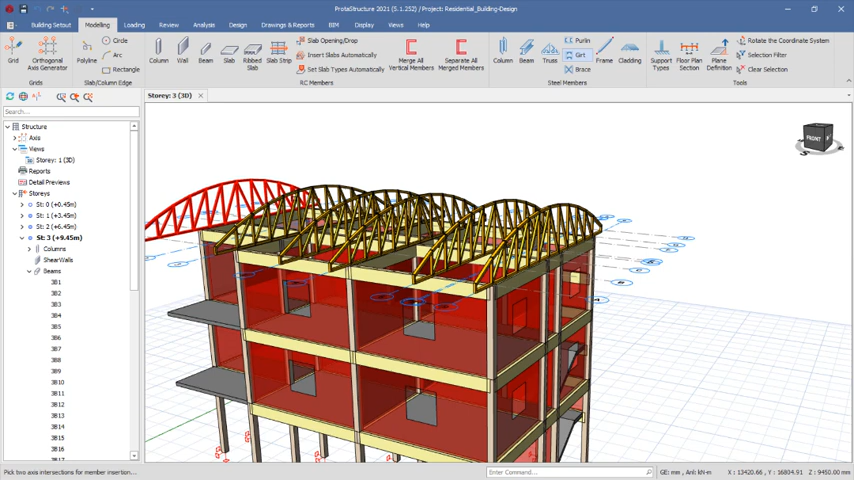 ProtaStructure 2021 (5.1.252) / Project: Residential_Building-Design
Building Setout
Modelling
Loading
Review
Analysis
Design
Drawings & Reports
BIM
Display
Views
Help
Grid
Orthogonal
Axis Generator
Grids
Polyline
Circle
Arc
Rectangle
Slab/Column Edge
Column
Wall
Beam
Slab
Ribbed
Slab
Slab Strip
Slab Opening/Drop
Insert Slabs Automatically
Set Slab Types Automatically
Merge All
Vertical Members
Separate All
Merged Members
RC Members
Column
Beam
Truss
Purlin
Girt
Brace
Frame
Cladding
Steel Members
Support
Types
Floor Plan
Section
Plane
Definition
Rotate the Coordinate System
Selection Filter
Clear Selection
Tools
Search...
Structure
Axis
Views
Storey: 1 (3D)
Reports
Detail Previews
Storeys
St: 0 (+0.45m)
St: 1 (+3.45m)
St: 2 (+6.45m)
St: 3 (+9.45m)
Columns
ShearWalls
Beams
3B1
3B2
3B3
3B4
3B5
3B6
3B7
3B8
3B9
3B10
3B11
3B12
3B13
3B14
3B15
3B16
3B17
Storey: 3 (3D)
FRONT
Pick two axis intersections for member insertion...
Enter Command...
GE: mm , Anl: kN-m
X : 13420.66 , Y : 16804.91
Z : 9450.00 mm